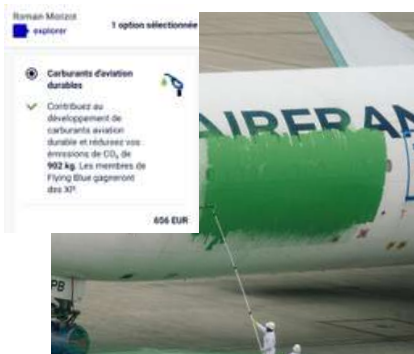 Roman Morizot
explorer
1 option sélectionnée
Carburants d'aviation
durables
Contribuez au
développement de
carburants aviation
durable et réduisez vos
émissions de CO₂ de
902 kg. Les membres de
Flying Blue gagneront
des XP.
656 EUR
AIRFRAN
PB